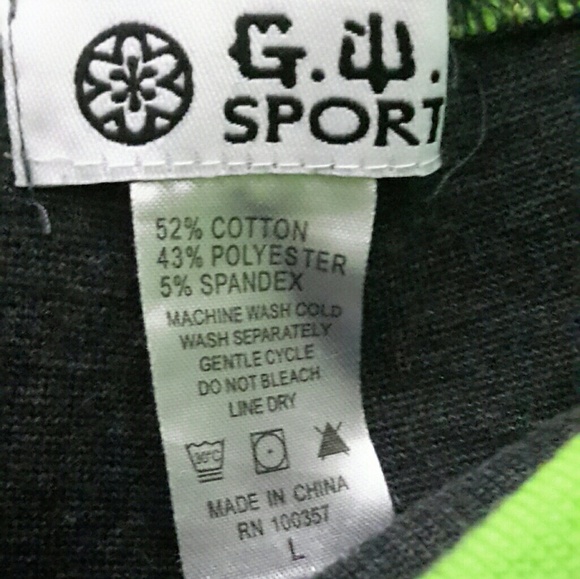 G.W.
SPORT
52% COTTON
43% POLYESTER
5% SPANDEX
MACHINE WASH COLD
WASH SEPARATELY
GENTLE CYCLE
DO NOT BLEACH
LINE DRY
30°C
MADE IN CHINA
RN 100357
L